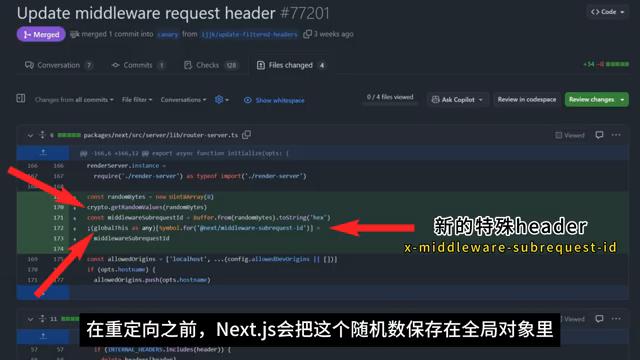 Update middleware request header #77201
Code
Merged
ijjk merged 1 commit into canary from ijjk/update-filtered-headers 3 weeks ago
Conversation 7
Commits 1
Checks 128
Files changed 4
+34 −0
Changes from all commits
File filter
Conversations
Show whitespace
0 / 4 files viewed
Ask Copilot
Review in codespace
Review changes
6 packages/next/src/server/lib/router-server.ts
Viewed
@@ -166,6 +166,12 @@ export async function initialize(opts: {
166 166 renderServer.instance =
167 167 require('./render-server') as typeof import('./render-server')
168 168
169 + const randomBytes = new Uint8Array(8)
170 + crypto.getRandomValues(randomBytes)
171 + const middlewareSubrequestId = Buffer.from(randomBytes).toString('hex')
172 + ;(globalThis as any)[Symbol.for('@next/middleware-subrequest-id')] =
173 + middlewareSubrequestId
174 +
新的特殊header
x-middleware-subrequest-id
169 175 const allowedOrigins = ['localhost', ...(config.allowedDevOrigins || [])]
170 176 if (opts.hostname) {
171 177 allowedOrigins.push(opts.hostname)
11
Viewed
在重定向之前，Next.js会把这个随机数保存在全局对象里
if (INTERNAL_HEADERS.includes(header)) {